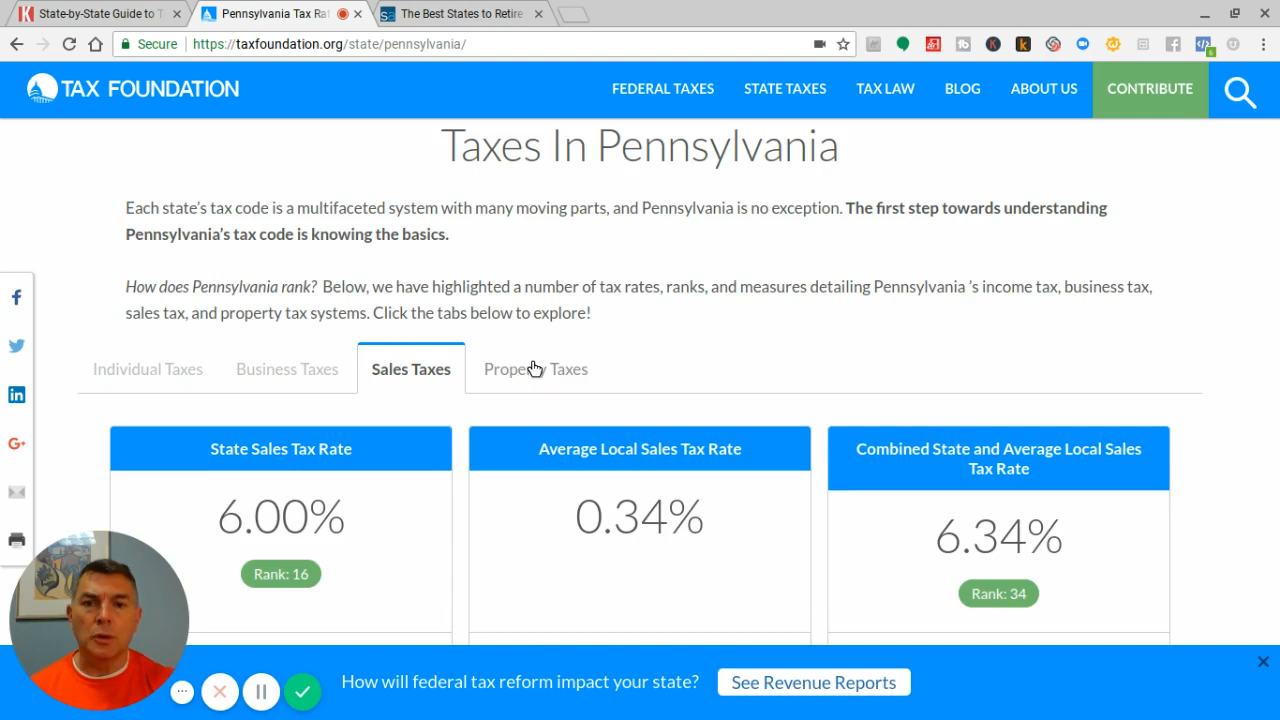 State-by-State Guide to T
Pennsylvania Tax Ra
The Best States to Retire
Secure
https://taxfoundation.org/state/pennsylvania/
TAX FOUNDATION
FEDERAL TAXES
STATE TAXES
TAX LAW
BLOG
ABOUT US
CONTRIBUTE
Taxes In Pennsylvania
Each state's tax code is a multifaceted system with many moving parts, and Pennsylvania is no exception. The first step towards understanding
Pennsylvania's tax code is knowing the basics.
How does Pennsylvania rank? Below, we have highlighted a number of tax rates, ranks, and measures detailing Pennsylvania 's income tax, business tax,
sales tax, and property tax systems. Click the tabs below to explore!
Individual Taxes
Business Taxes
Sales Taxes
Property Taxes
State Sales Tax Rate
6.00%
Rank: 16
Average Local Sales Tax Rate
0.34%
Combined State and Average Local Sales
Tax Rate
6.34%
Rank: 34
How will federal tax reform impact your state?
See Revenue Reports